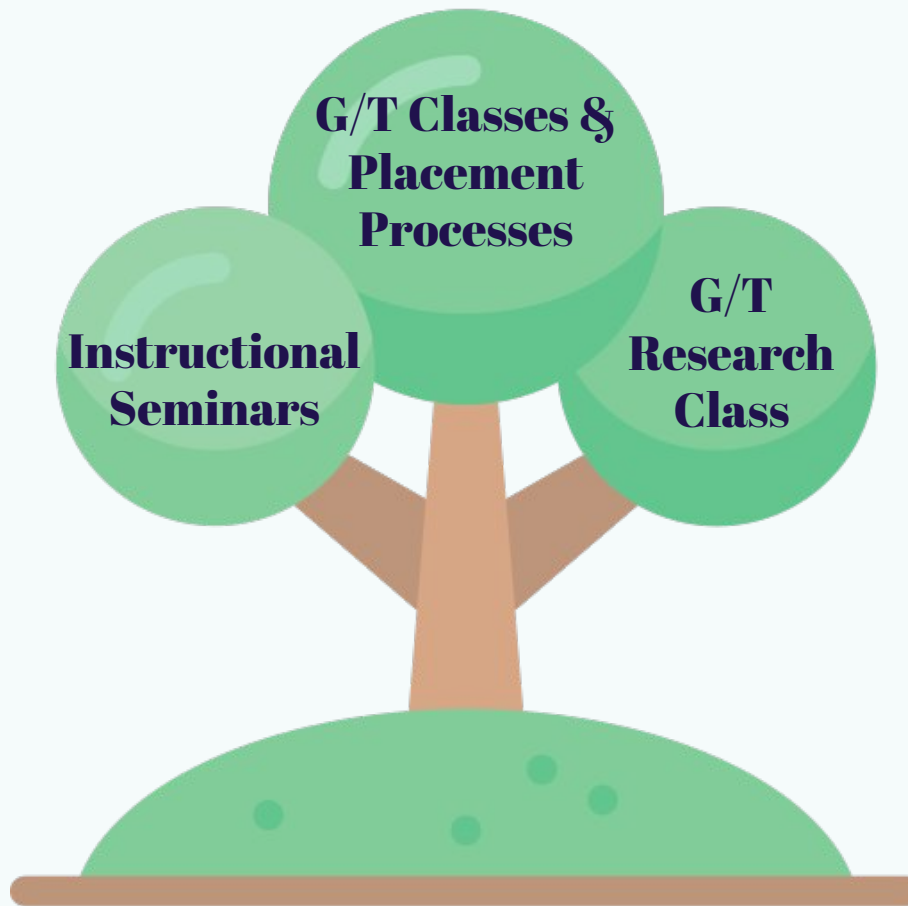 G/T Classes &
Placement
Processes
Instructional
Seminars
G/T
Research
Class